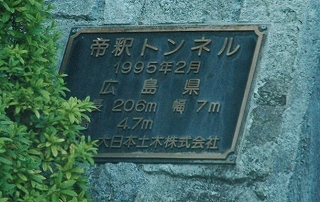 帝釈トンネル
1995年2月
広島県
長 206m 幅 7m
4.7m
大日本土木株式会社